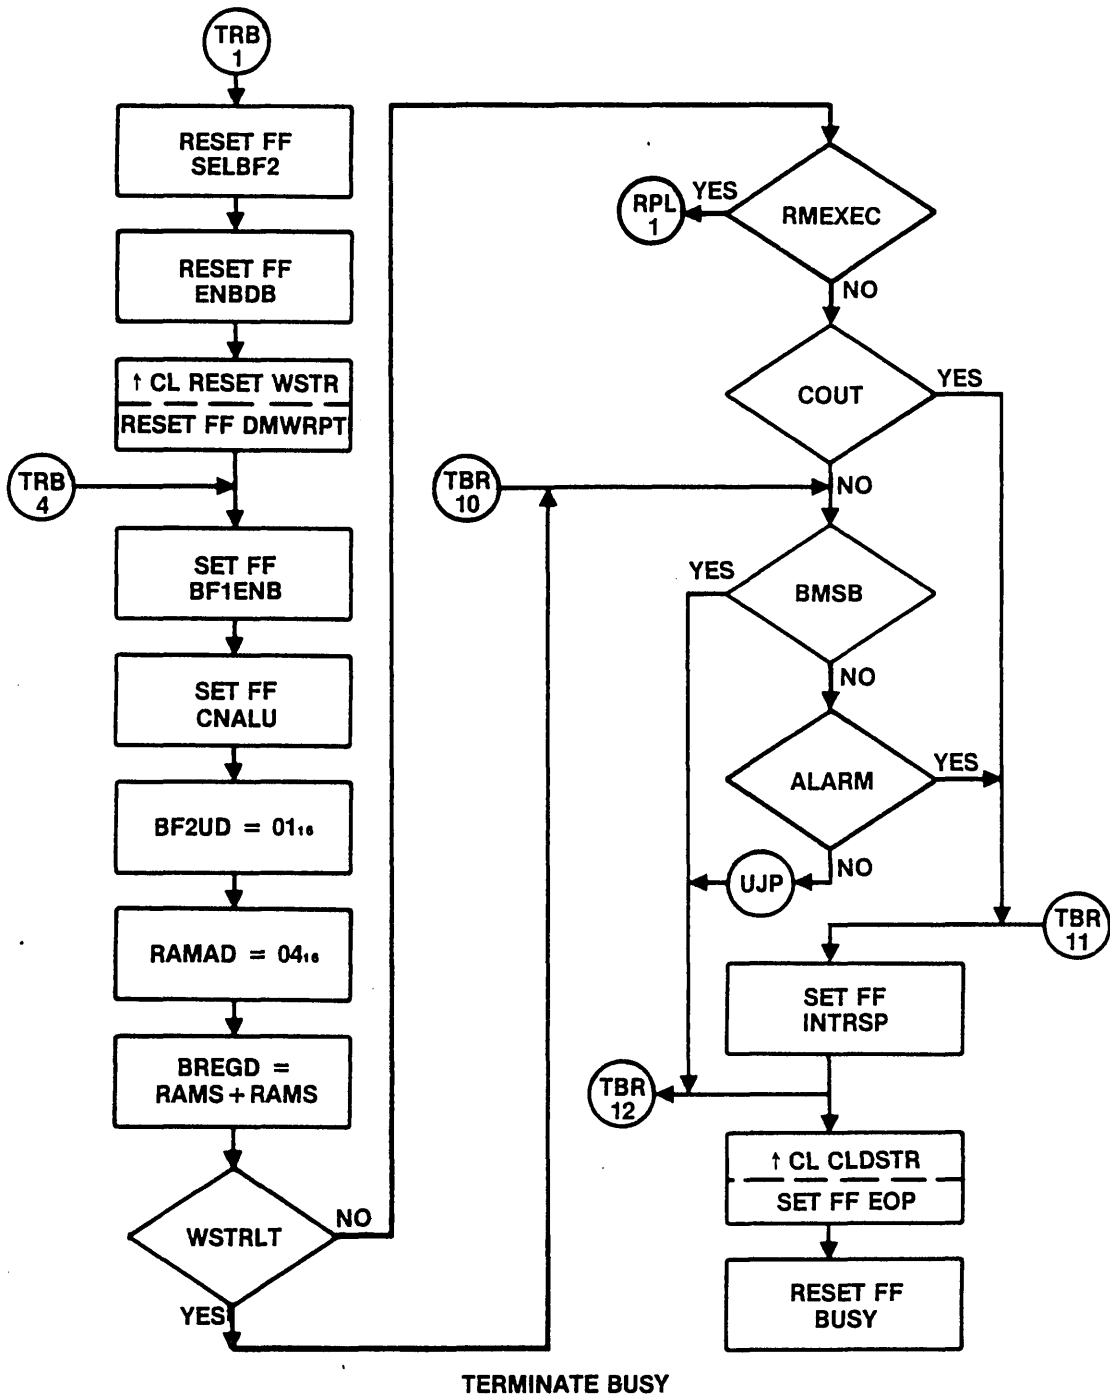 TRB
1
RESET FF
SELBF2
RESET FF
ENBDB
↑ CL RESET WSTR
RESET FF DMWRPT
TRB
4
SET FF
BF1ENB
SET FF
CNALU
BF2UD = 01₁₆
RAMAD = 04₁₆
BREGD =
RAMS + RAMS
WSTRLT
NO
YES
RMEXEC
YES
RPL
1
NO
COUT
YES
TBR
10
NO
BMSB
YES
NO
ALARM
YES
NO
UJP
TBR
11
SET FF
INTRSP
TBR
12
↑ CL CLDSTR
SET FF EOP
RESET FF
BUSY
TERMINATE BUSY